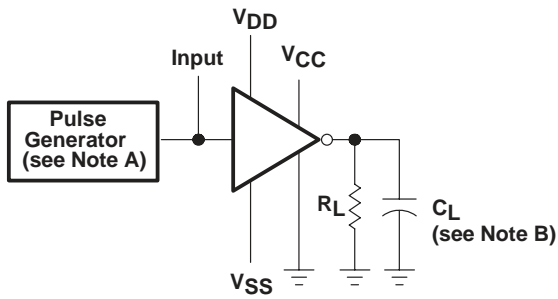 VDD
Input
VCC
Pulse
Generator
(see Note A)
RL
CL
(see Note B)
VSS